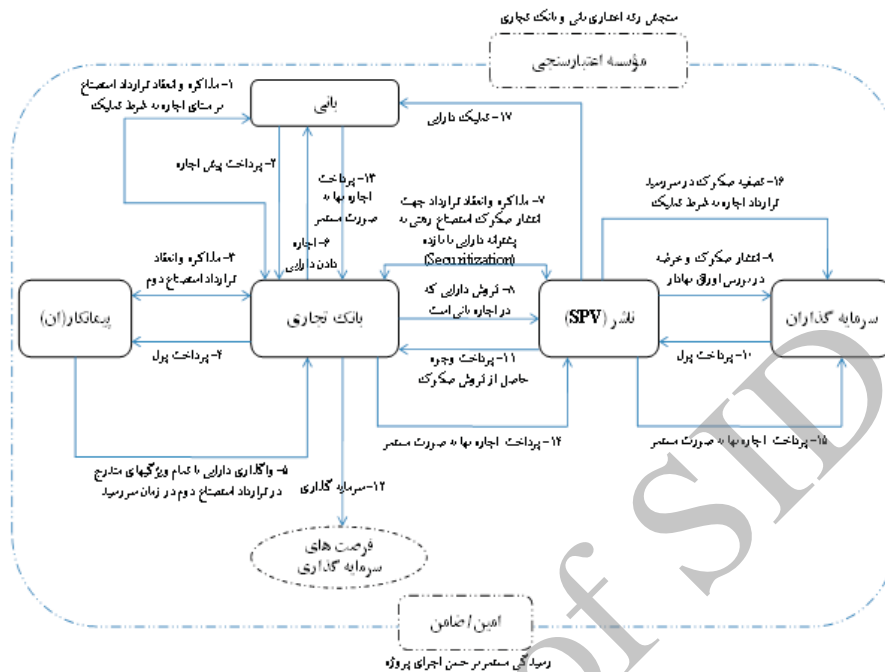 سنجش رتبه اعتباری بانی و بانک تجاری
مؤسسه اعتبارسنجی
۱- مذاکره و انعقاد قرارداد استصناع
بر مبنای اجاره به شرط تملیک
بانی
۱۷- تملیک دارایی
۲- پرداخت پیش اجاره
۱۳- پرداخت
اجاره بها به
صورت مستمر
۷- مذاکره و انعقاد قرارداد جهت
انتشار صکوک استصناع رهنی به
پشتوانه دارایی با بازده
(Securitization)
۱۶- تصفیه صکوک در سررسید
قرارداد اجاره به شرط تملیک
۳- مذاکره و انعقاد
قرارداد استصناع دوم
۶- اجاره
دادن دارایی
۸- فروش دارایی که
در اجاره بانی است
۹- انتشار صکوک و عرضه
در بورس اوراق بهادار
پیمانکار(ان)
بانک تجاری
ناشر (SPV)
سرمایه گذاران
۴- پرداخت پول
۱۱- پرداخت وجوه
حاصل از فروش صکوک
۱۰- پرداخت پول
۱۴- پرداخت اجاره بها به صورت مستمر
۱۵- پرداخت اجاره بها به صورت مستمر
۵- واگذاری دارایی با تمام ویژگیهای مندرج
در قرارداد استصناع دوم در زمان سررسید
۱۲- سرمایه گذاری
فرصت های
سرمایه گذاری
امین/ضامن
رسیدگی مستمر بر حسن اجرای پروژه
of SID